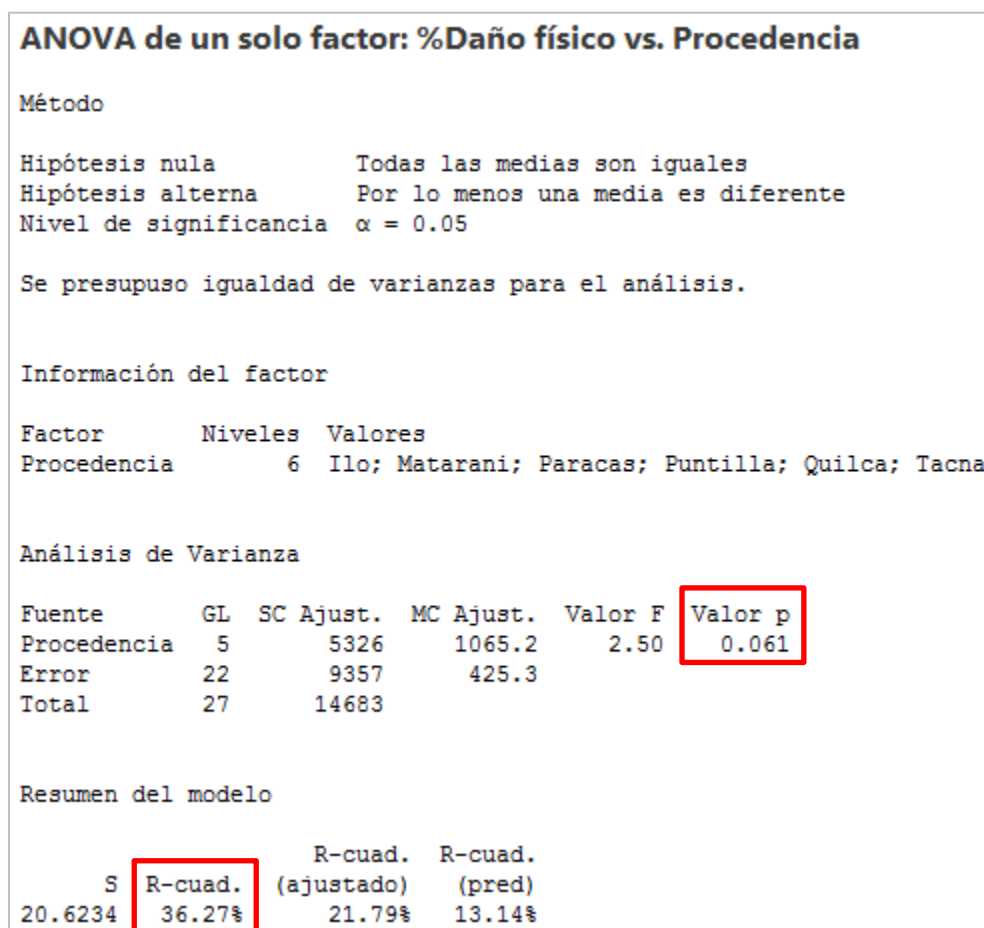 ANOVA de un solo factor: %Daño físico vs. Procedencia
Método
Hipótesis nula Todas las medias son iguales
Hipótesis alterna Por lo menos una media es diferente
Nivel de significancia α = 0.05
Se presupuso igualdad de varianzas para el análisis.
Información del factor
Factor Niveles Valores
Procedencia 6 Ilo; Matarani; Paracas; Puntilla; Quilca; Tacna
Análisis de Varianza
Fuente GL SC Ajust. MC Ajust. Valor F Valor p
Procedencia 5 5326 1065.2 2.50 0.061
Error 22 9357 425.3
Total 27 14683
Resumen del modelo
R-cuad. R-cuad.
S R-cuad. (ajustado) (pred)
20.6234 36.27% 21.79% 13.14%